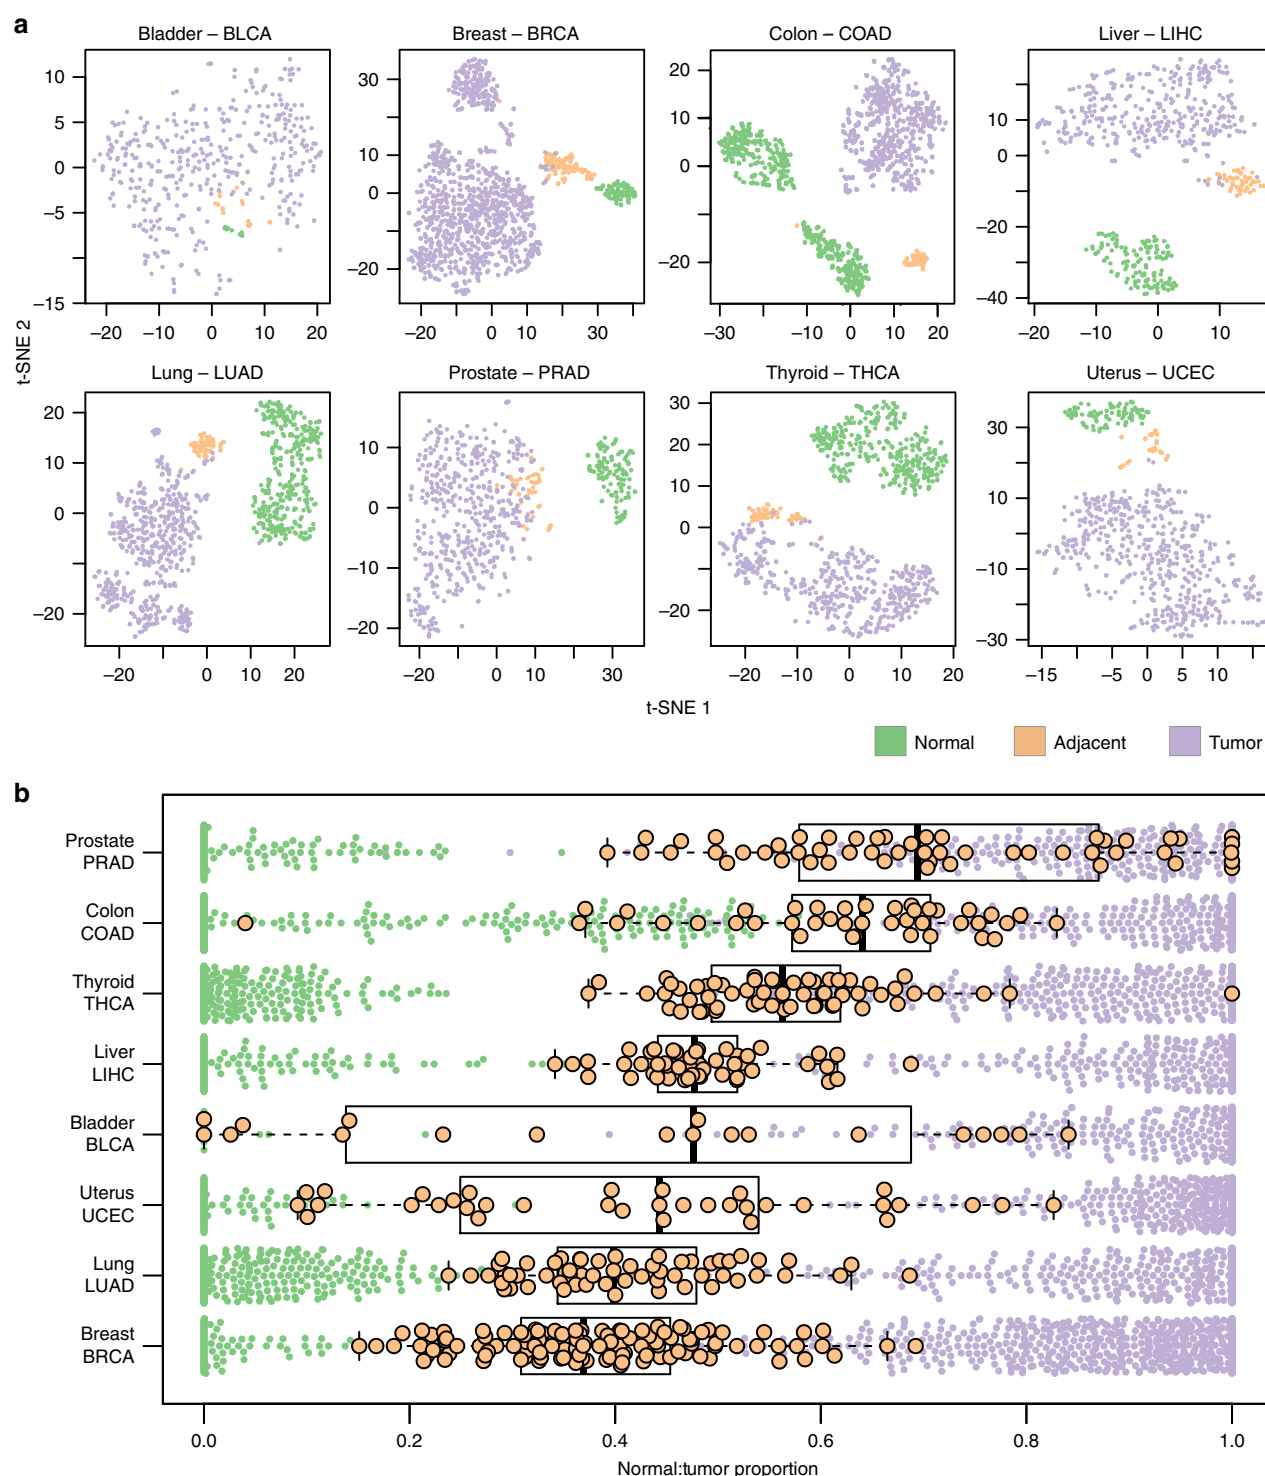 a
Bladder – BLCA
Breast – BRCA
Colon – COAD
Liver – LIHC
10
5
0
−5
−15
−20
−10
0
10
20
30
10
0
−20
−20
0
10
30
20
10
0
−20
−30
−10
0
10
20
10
0
−20
−40
−20
−10
0
10
t-SNE 2
Lung – LUAD
Prostate – PRAD
Thyroid – THCA
Uterus – UCEC
20
10
0
−20
−20
0
10
20
10
0
−10
−20
−20
0
10
30
30
20
10
0
−20
−20
−10
0
10
20
30
10
−10
−30
−15
−5
0
5
10
t-SNE 1
Normal
Adjacent
Tumor
b
Prostate
PRAD
Colon
COAD
Thyroid
THCA
Liver
LIHC
Bladder
BLCA
Uterus
UCEC
Lung
LUAD
Breast
BRCA
0.0
0.2
0.4
0.6
0.8
1.0
Normal:tumor proportion